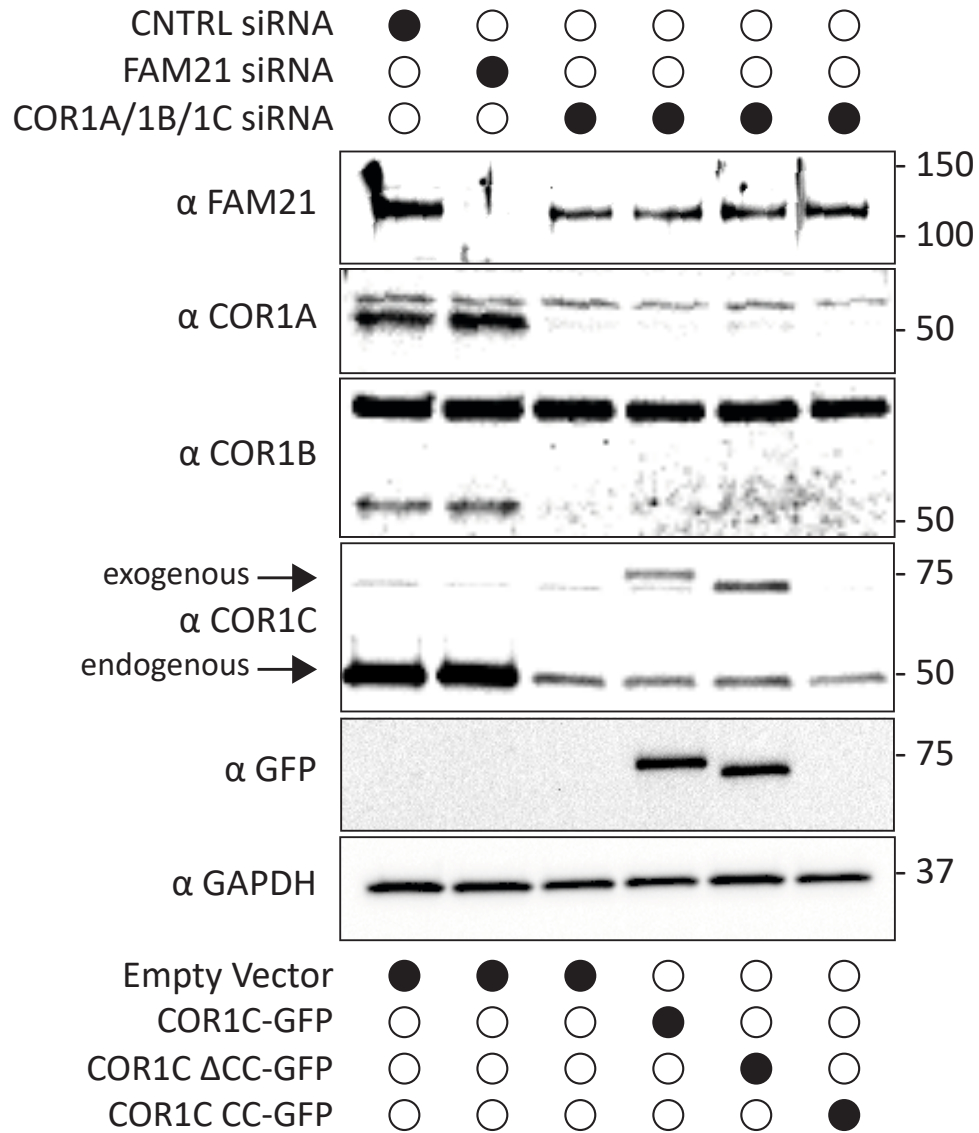 CNTRL siRNA
FAM21 siRNA
COR1A/1B/1C siRNA
α FAM21
- 150
- 100
α COR1A
- 50
α COR1B
- 50
exogenous
- 75
α COR1C
endogenous
- 50
α GFP
- 75
α GAPDH
- 37
Empty Vector
COR1C-GFP
COR1C ΔCC-GFP
COR1C CC-GFP